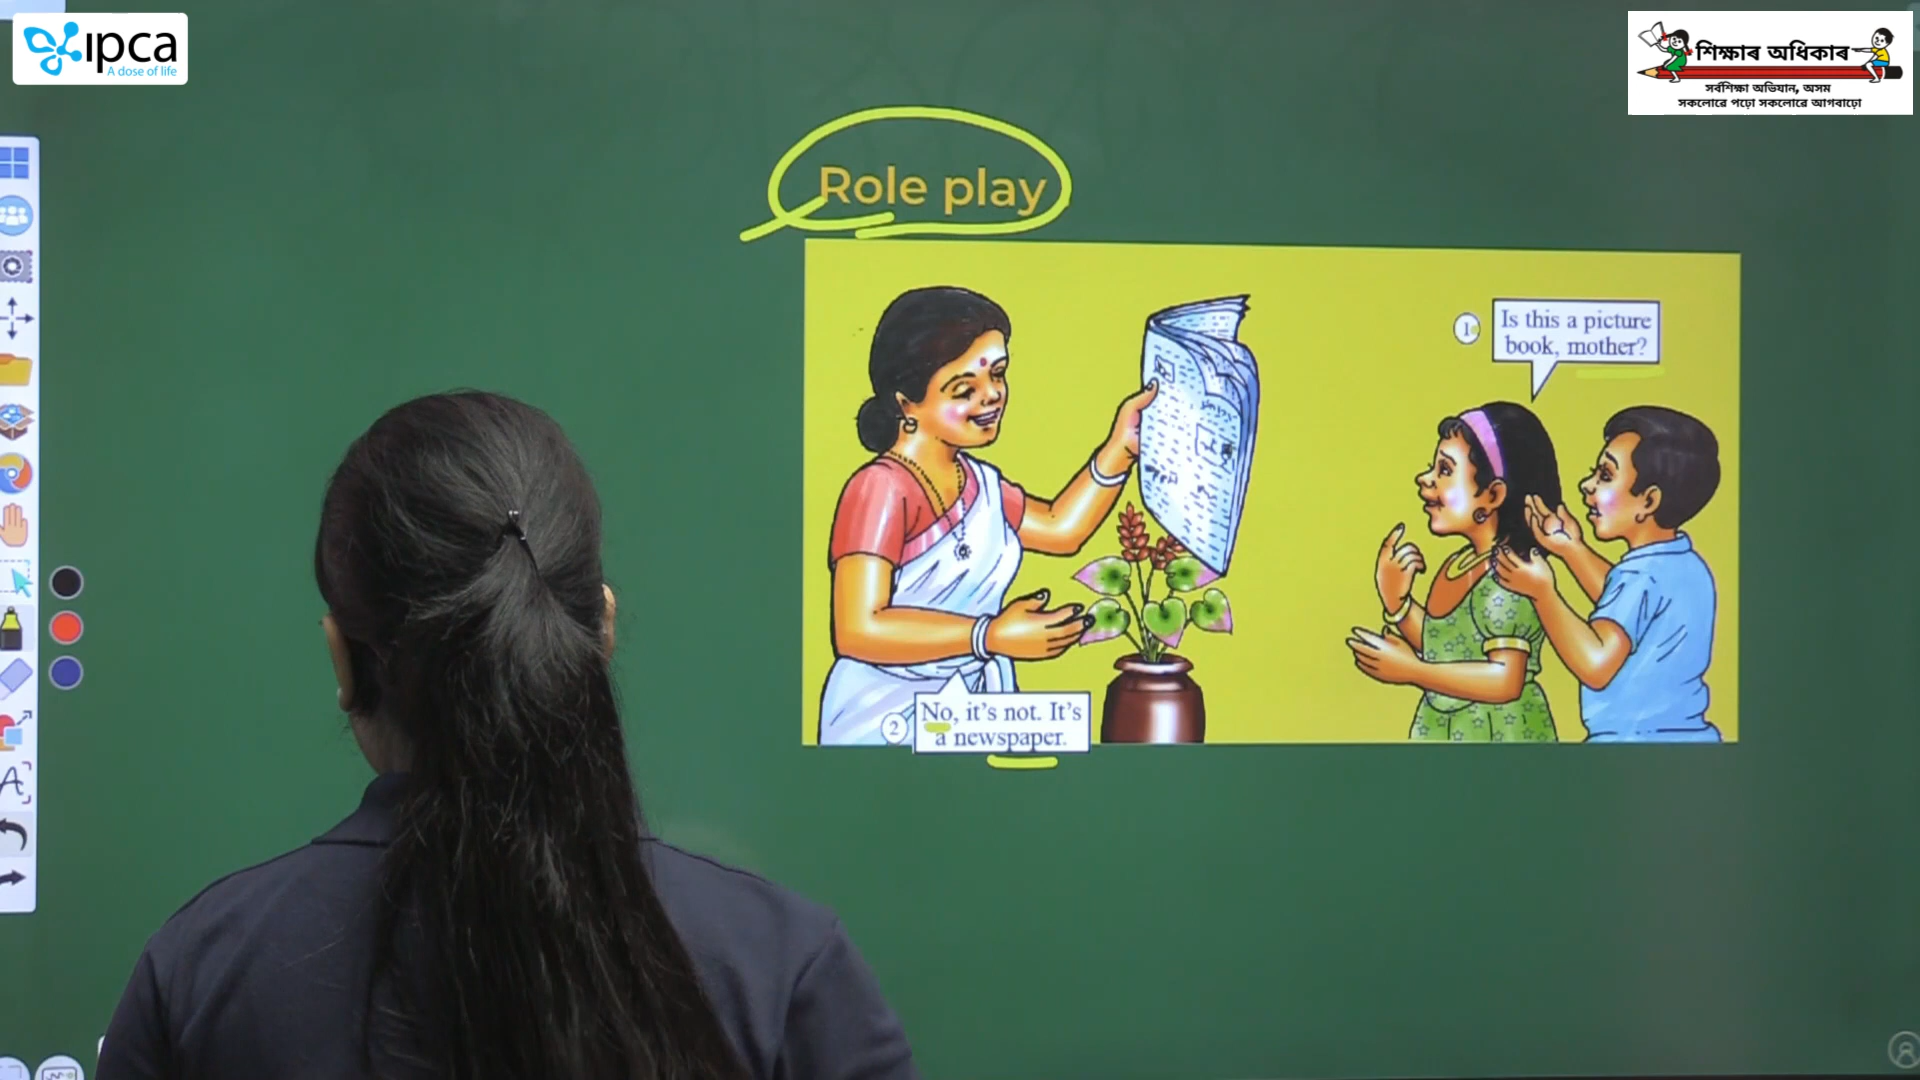 ıpca
A dose of life
শিক্ষাৰ অধিকাৰ
সৰ্বশিক্ষা অভিযান, অসম
সকলোৱে পঢ়ো সকলোৱে আগবাঢ়ো
Role play
1
Is this a picture
book, mother?
2
No, it's not. It's
a newspaper.